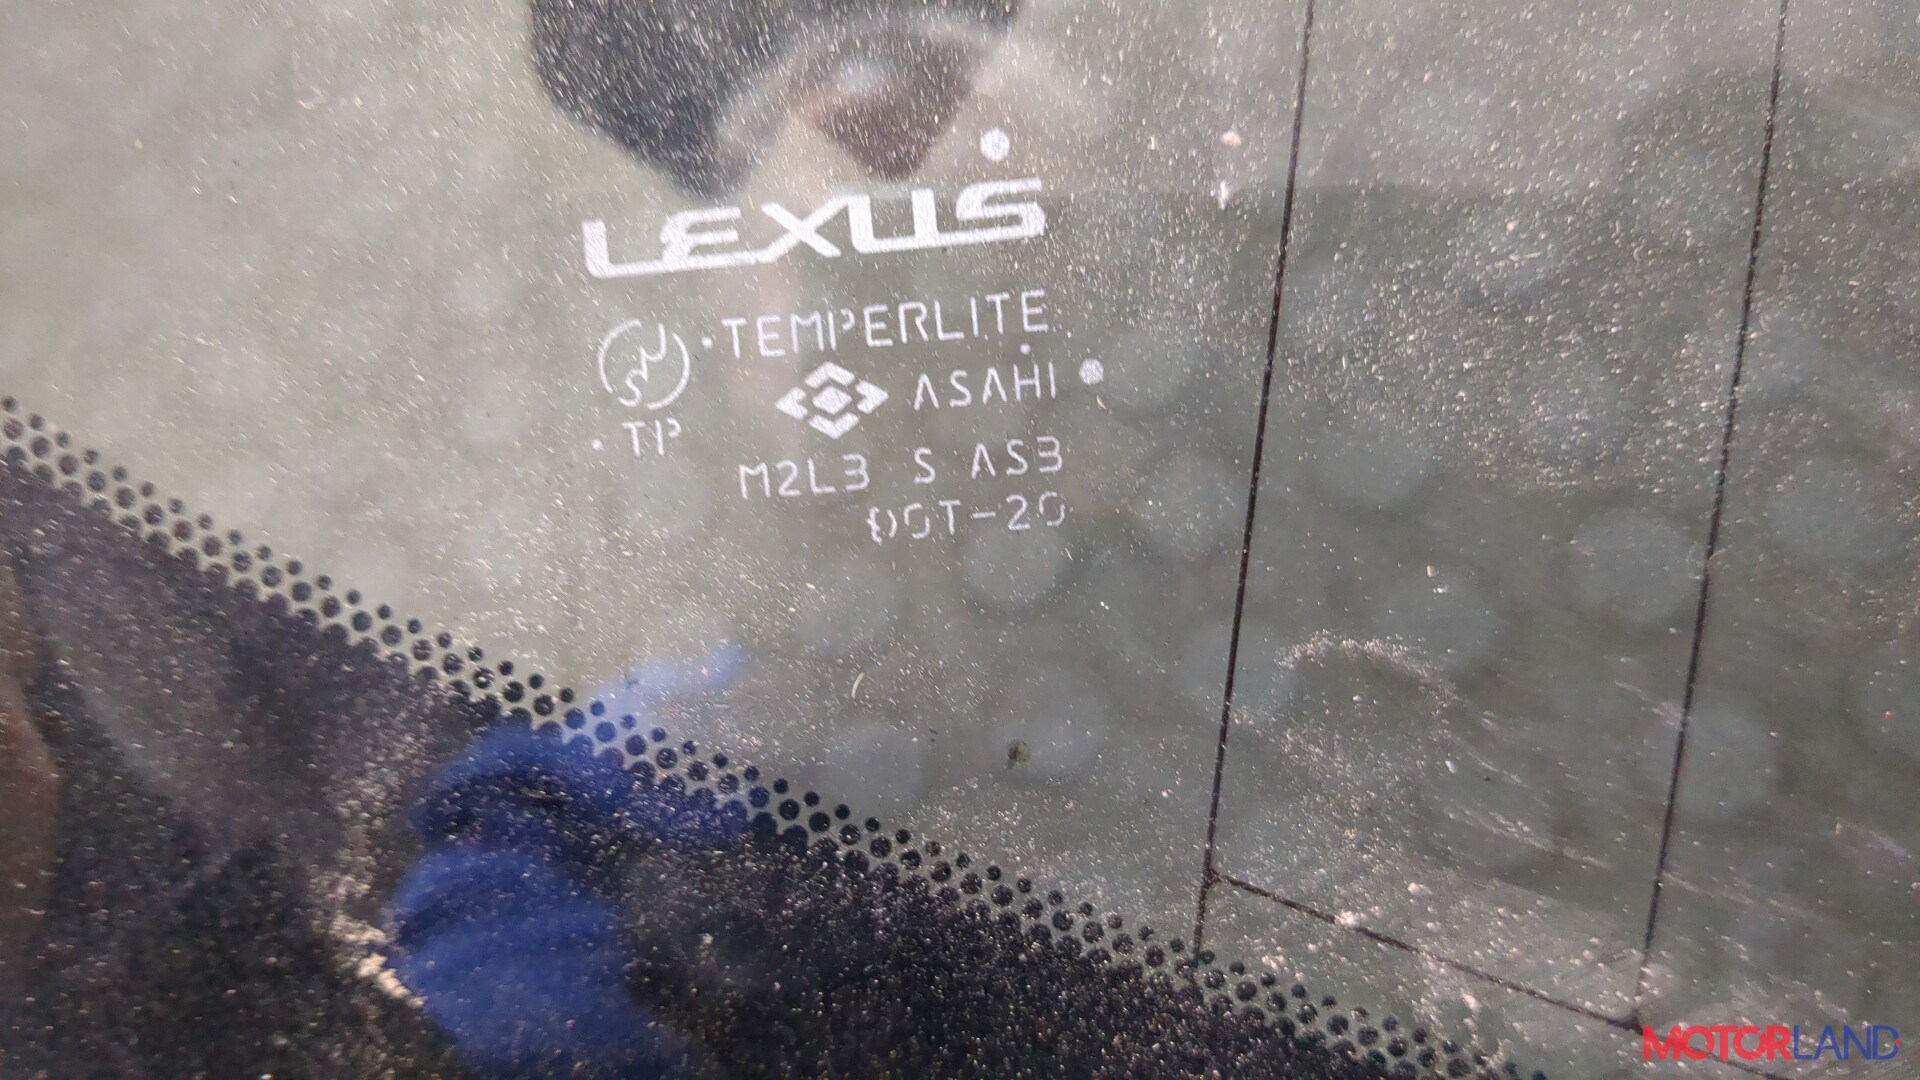 LEXUS
TEMPERLITE
S
TP
ASAHI
M2L3 S AS3
DOT-20
MOTORLAND